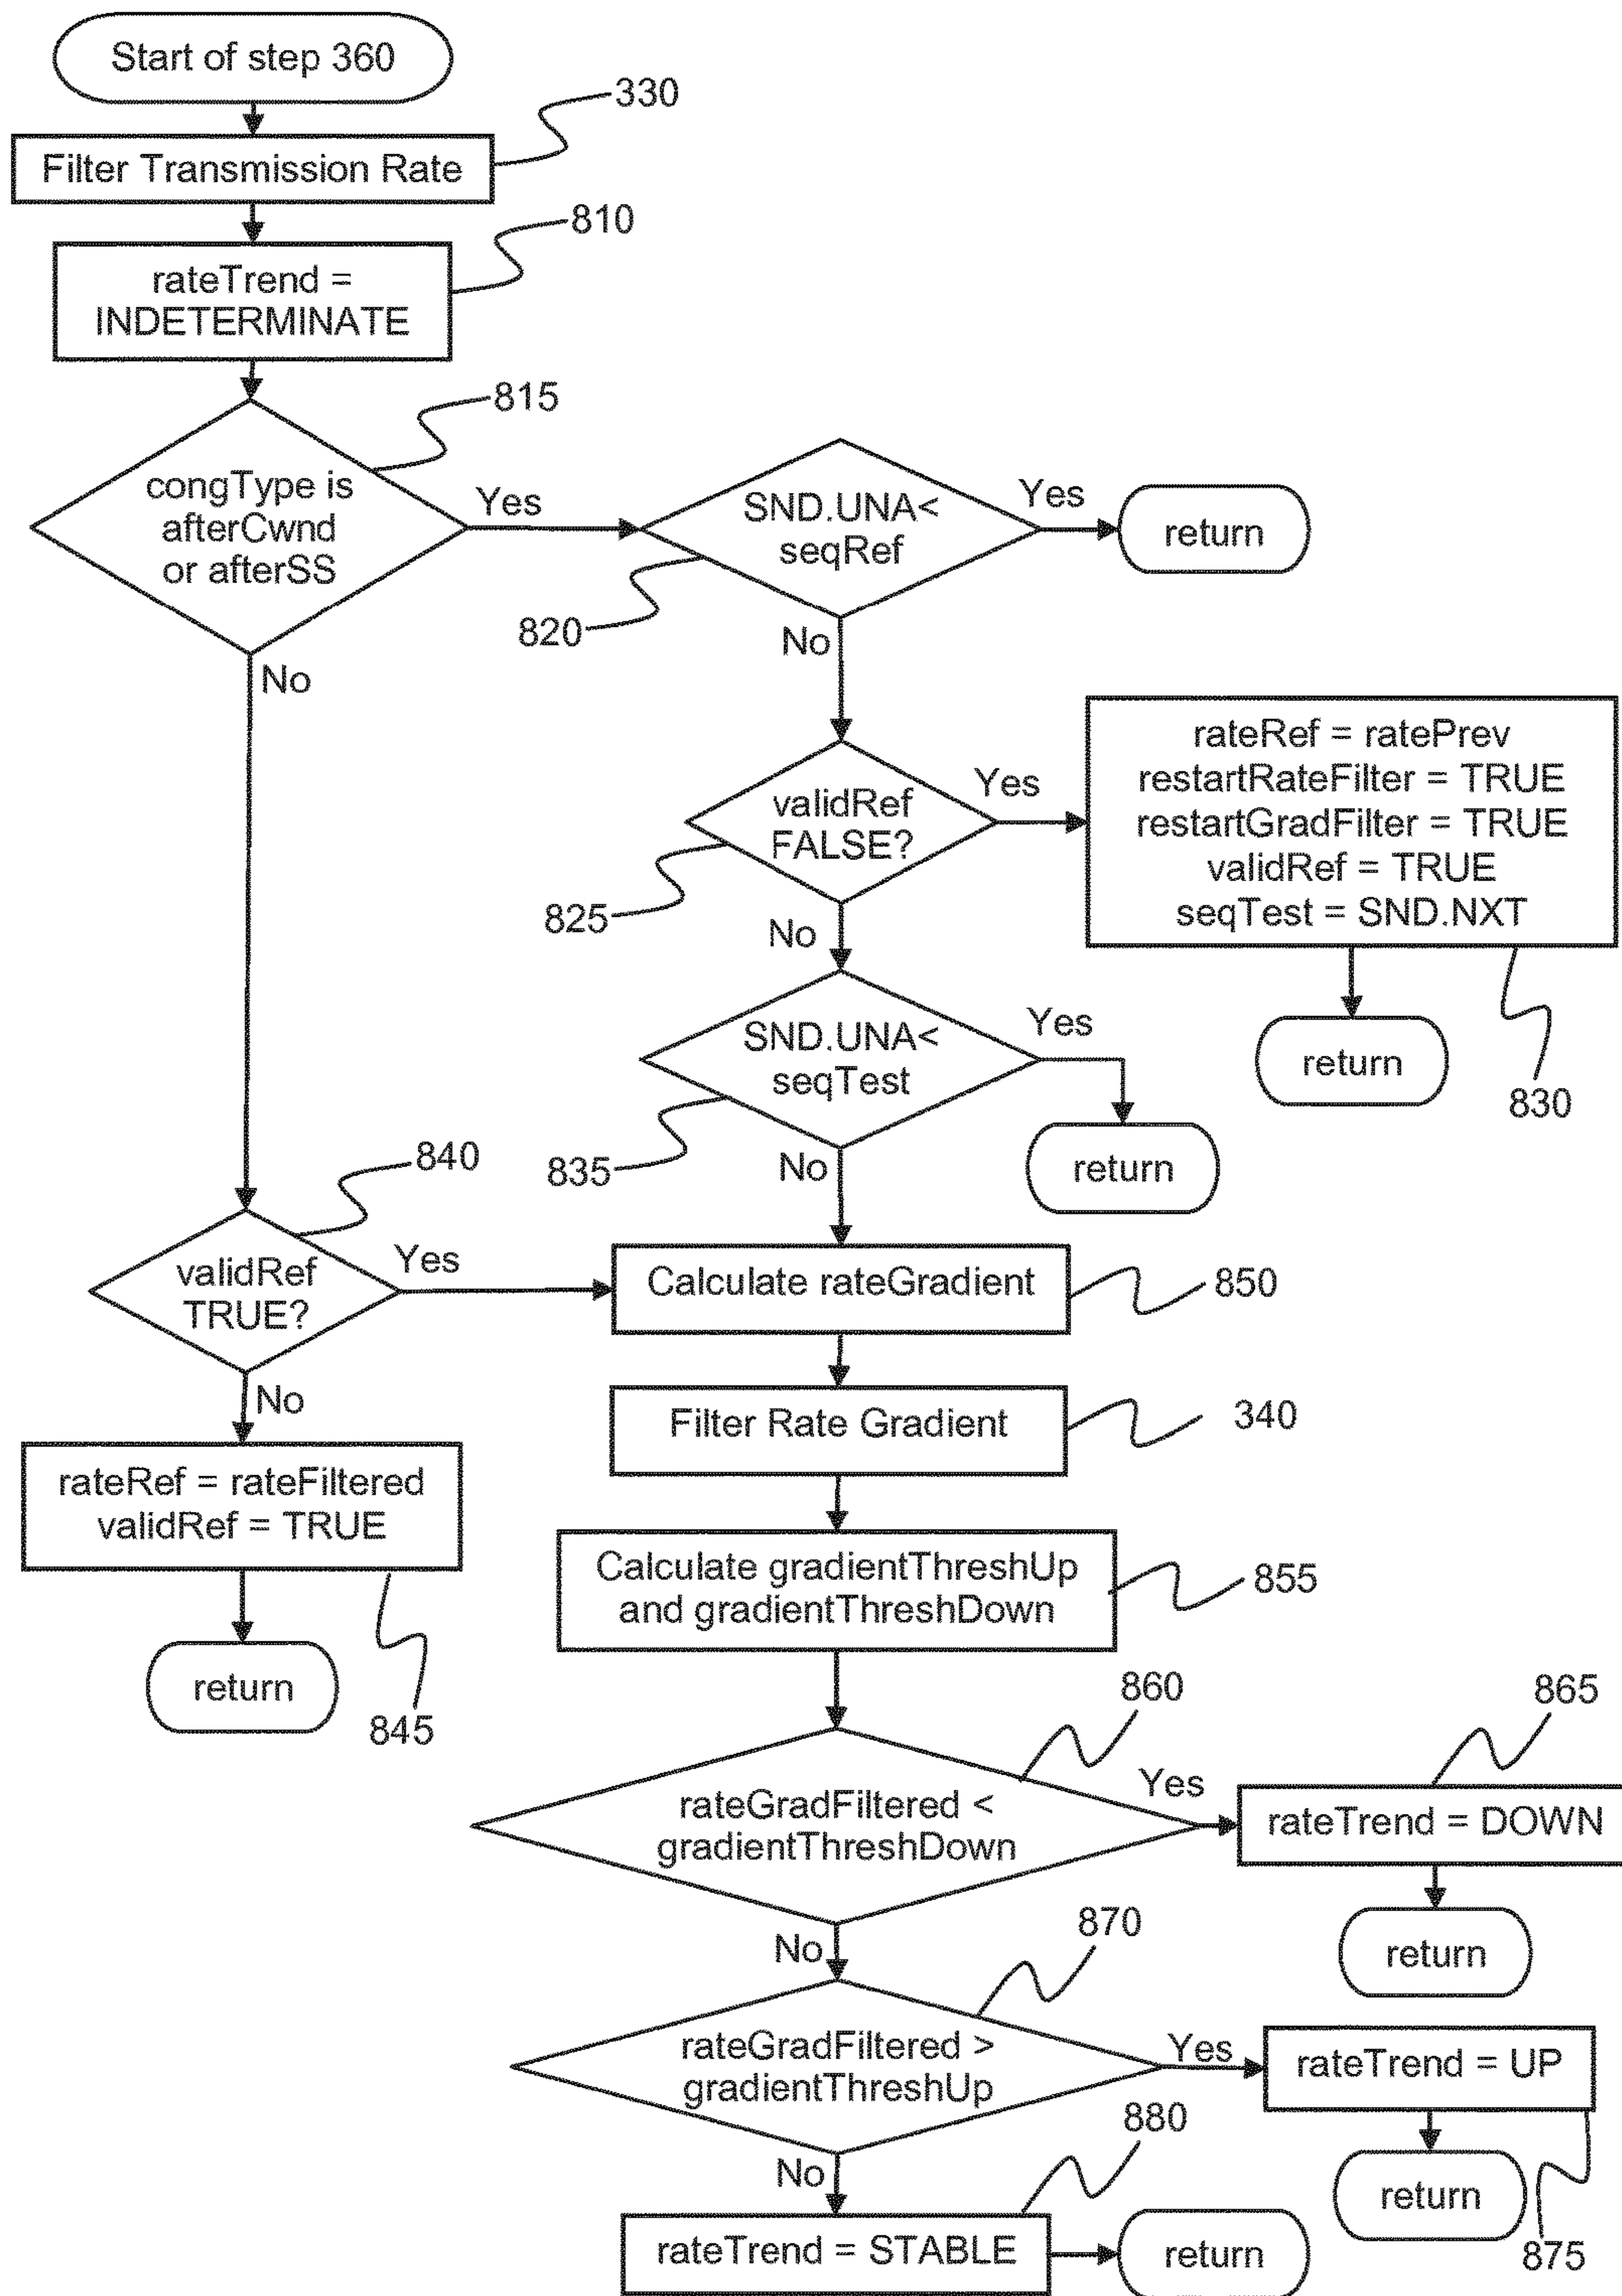 Start of step 360
330
Filter Transmission Rate
810
rateTrend =
INDETERMINATE
815
congType is
afterCwnd
or afterSS
Yes
No
SND.UNA<
seqRef
Yes
return
820
No
validRef
FALSE?
Yes
825
No
rateRef = ratePrev
restartRateFilter = TRUE
restartGradFilter = TRUE
validRef = TRUE
seqTest = SND.NXT
return
830
SND.UNA<
seqTest
Yes
return
835
No
840
validRef
TRUE?
Yes
No
rateRef = rateFiltered
validRef = TRUE
return
845
Calculate rateGradient
850
Filter Rate Gradient
340
Calculate gradientThreshUp
and gradientThreshDown
855
860
rateGradFiltered <
gradientThreshDown
Yes
865
rateTrend = DOWN
return
No
870
rateGradFiltered >
gradientThreshUp
Yes
rateTrend = UP
return
875
No
880
rateTrend = STABLE
return